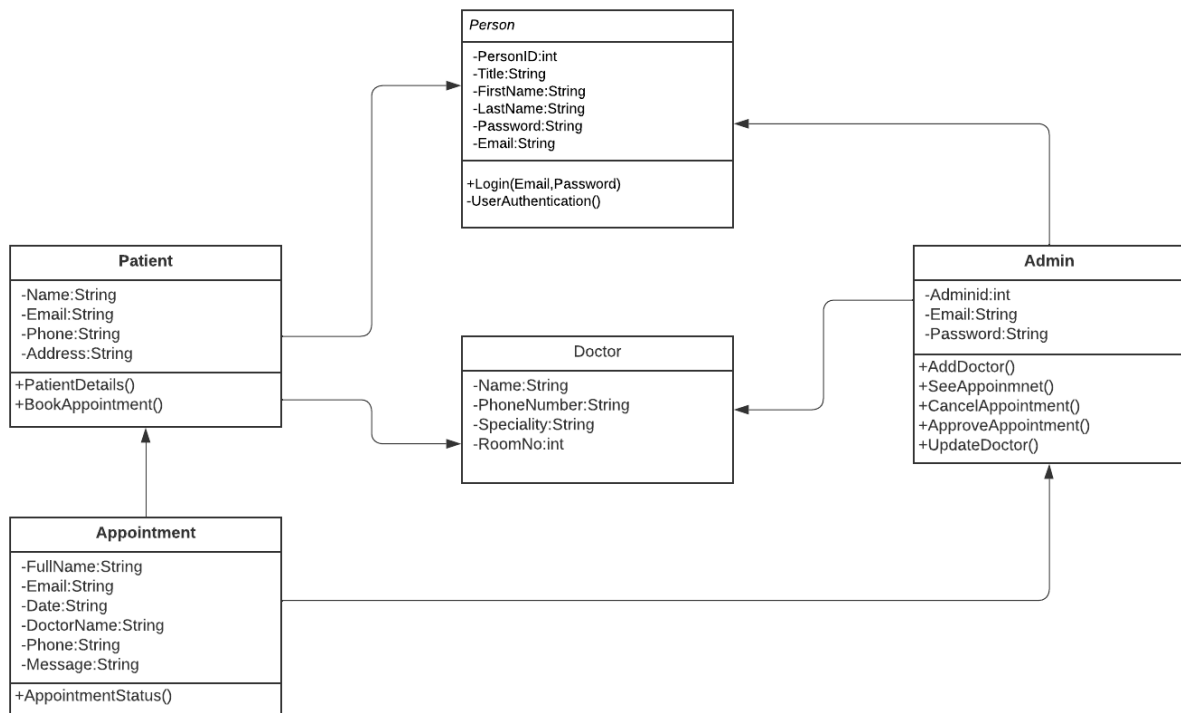 Person
-PersonID:int
-Title:String
-FirstName:String
-LastName:String
-Password:String
-Email:String
+Login(Email,Password)
-UserAuthentication()
Patient
-Name:String
-Email:String
-Phone:String
-Address:String
+PatientDetails()
+BookAppointment()
Doctor
-Name:String
-PhoneNumber:String
-Speciality:String
-RoomNo:int
Admin
-Adminid:int
-Email:String
-Password:String
+AddDoctor()
+SeeAppoinmnet()
+CancelAppointment()
+ApproveAppointment()
+UpdateDoctor()
Appointment
-FullName:String
-Email:String
-Date:String
-DoctorName:String
-Phone:String
-Message:String
+AppointmentStatus()